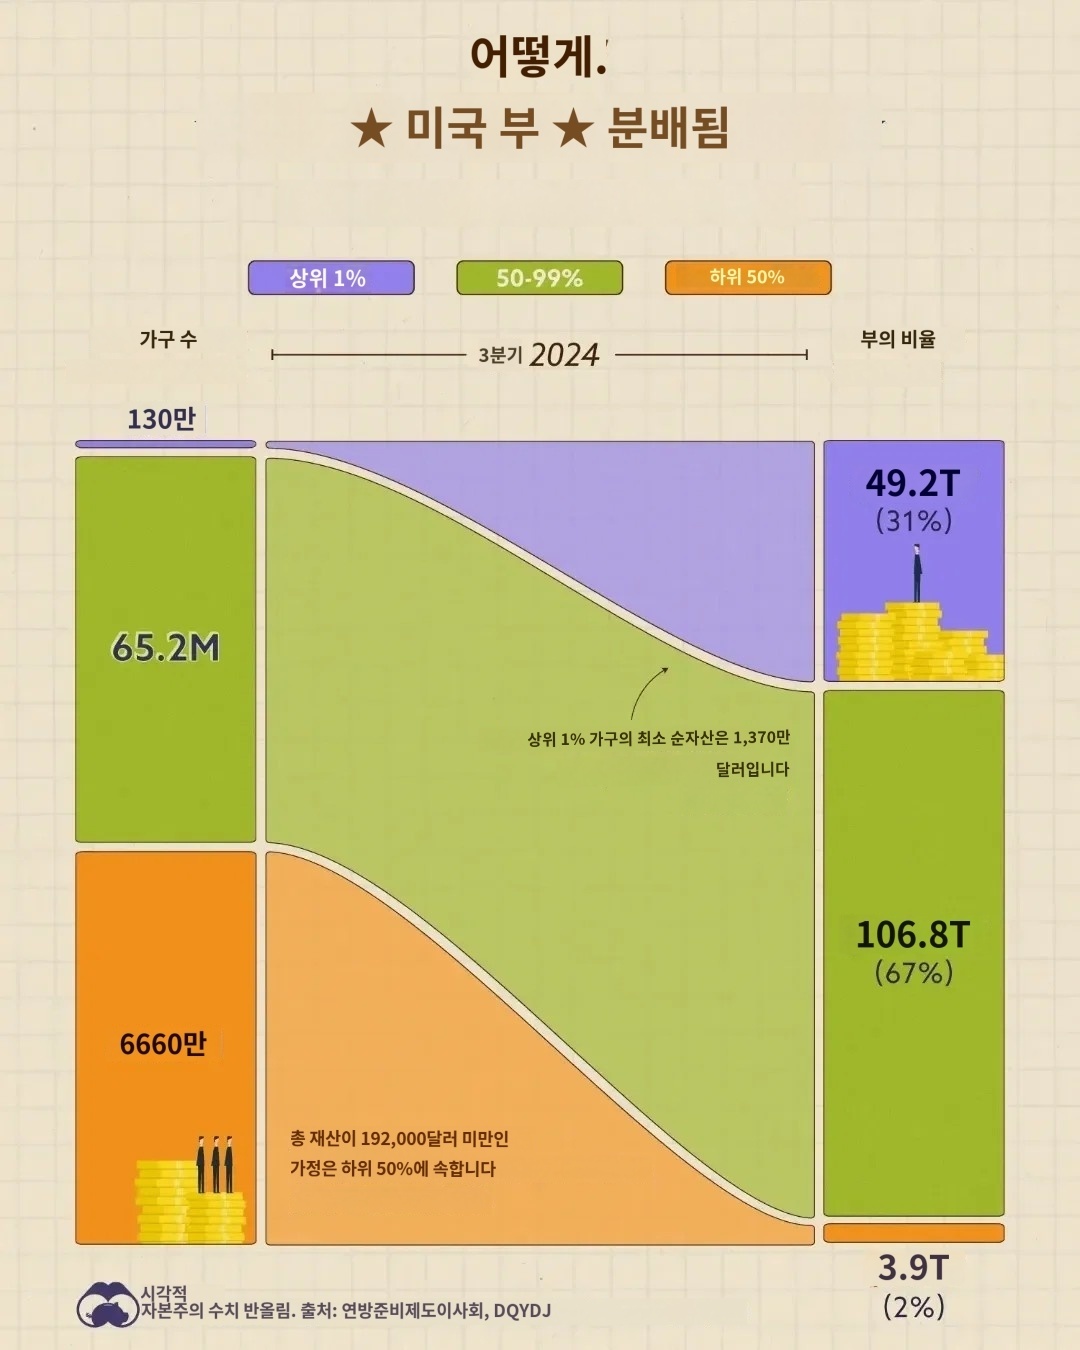 어떻게.
★ 미국 부 ★ 분배됨
상위 1%
50-99%
하위 50%
가구 수
3분기 2024
부의 비율
130만
49.2T
(31%)
65.2M
상위 1% 가구의 최소 순자산은 1,370만
달러입니다
106.8T
(67%)
6660만
총 재산이 192,000달러 미만인
가정은 하위 50%에 속합니다
3.9T
(2%)
시각적
자본주의 수치 반올림. 출처: 연방준비제도이사회, DQYDJ